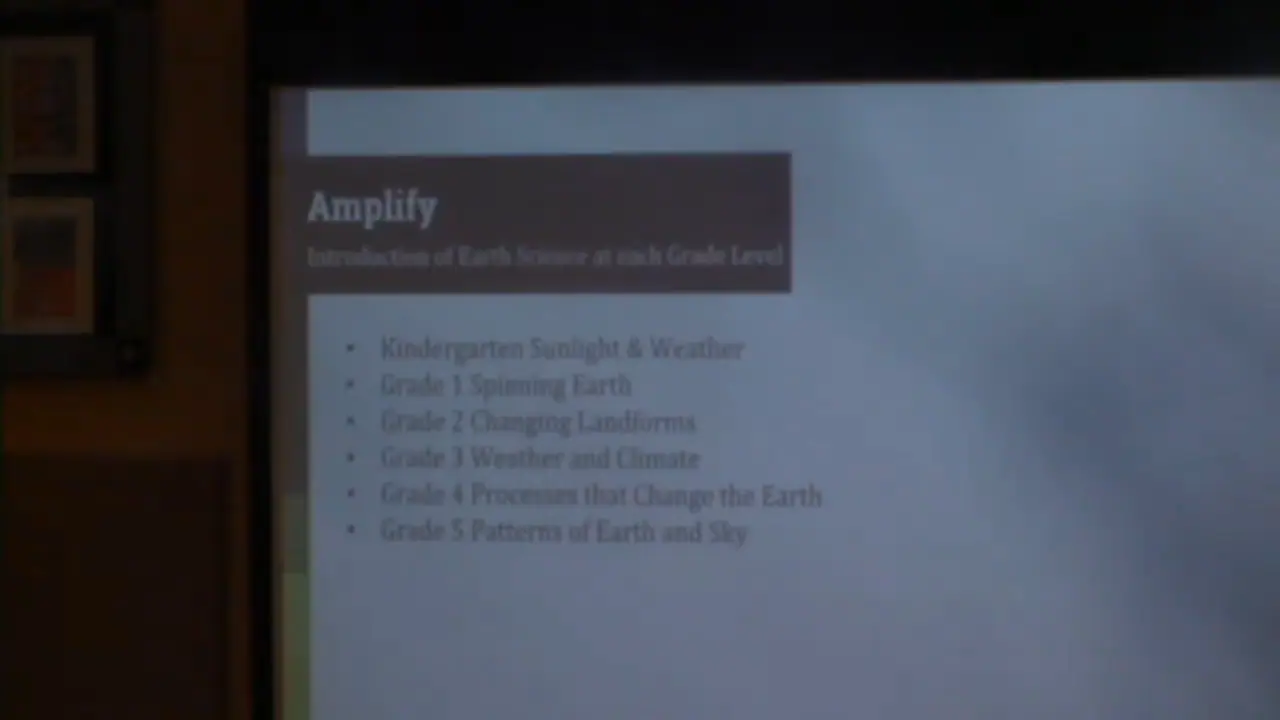 Amplify
Introduction of Earth Science at each Grade Level
• Kindergarten Sunlight & Weather
• Grade 1 Spinning Earth
• Grade 2 Changing Landforms
• Grade 3 Weather and Climate
• Grade 4 Processes that Change the Earth
• Grade 5 Patterns of Earth and Sky